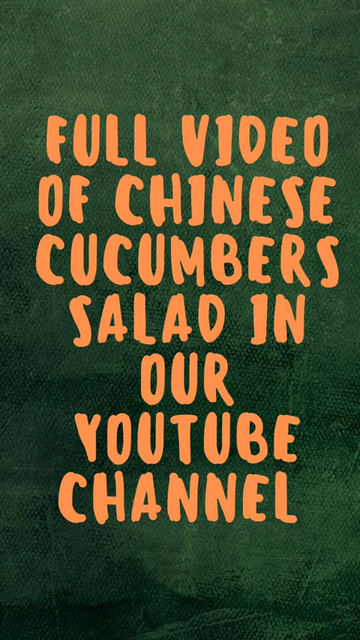 FULL VIDEO
OF CHINESE
CUCUMBERS
SALAD IN
OUR
YOUTUBE
CHANNEL